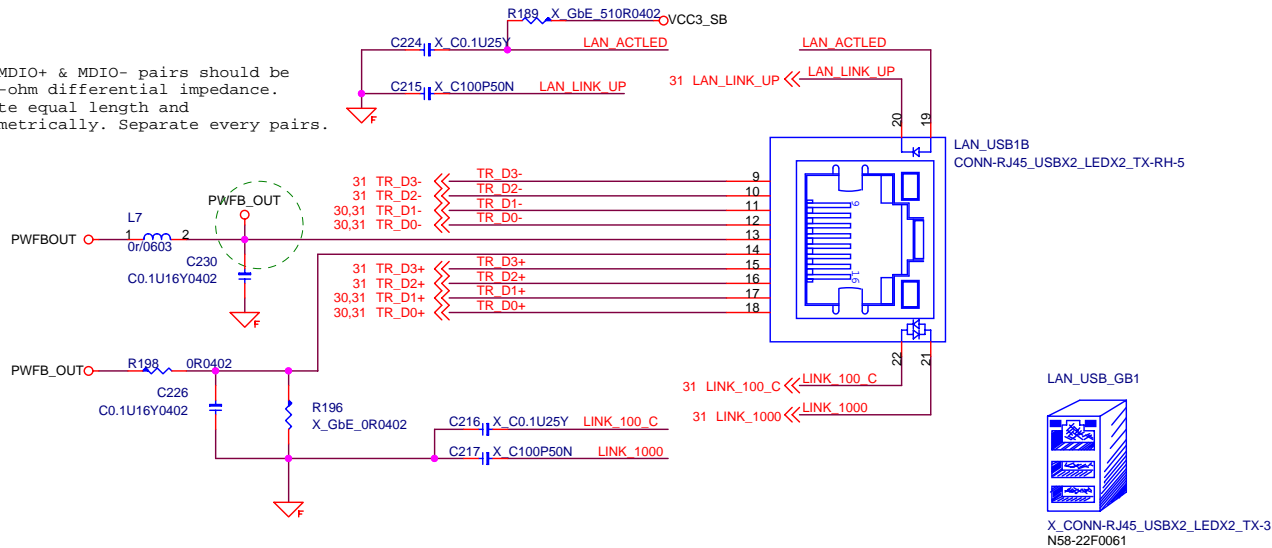 R189 X_GbE_510R0402 VCC3_SB
C224 X_C0.1U25Y LAN_ACTLED LAN_ACTLED
MDIO+ & MDIO- pairs should be
-ohm differential impedance.
te equal length and
metrically. Separate every pairs.
31 LAN_LINK_UP LAN_LINK_UP
C215 X_C100P50N LAN_LINK_UP
F
20 19
LAN_USB1B
CONN-RJ45_USBX2_LEDX2_TX-RH-5
31 TR_D3- TR_D3- 9
31 TR_D2- TR_D2- 10
30,31 TR_D1- TR_D1- 11
30,31 TR_D0- TR_D0- 12
9
16
PWFB_OUT
L7
PWFBOUT 1 2 13
0r/0603
14
C230
C0.1U16Y0402
F
31 TR_D3+ TR_D3+ 15
31 TR_D2+ TR_D2+ 16
30,31 TR_D1+ TR_D1+ 17
30,31 TR_D0+ TR_D0+ 18
22 21
PWFB_OUT R198 0R0402
C226
C0.1U16Y0402
R196
X_GbE_0R0402
31 LINK_100_C LINK_100_C
31 LINK_1000 LINK_1000
C216 X_C0.1U25Y LINK_100_C
C217 X_C100P50N LINK_1000
F
LAN_USB_GB1
X_CONN-RJ45_USBX2_LEDX2_TX-3
N58-22F0061